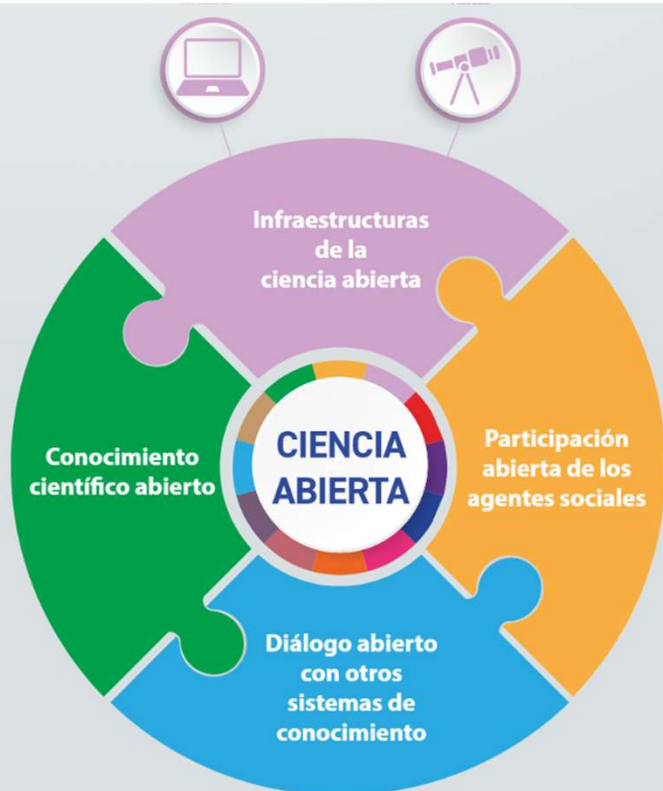 Infraestructuras
de la
ciencia abierta
Conocimiento
científico abierto
CIENCIA
ABIERTA
Participación
abierta de los
agentes sociales
Diálogo abierto
con otros
sistemas de
conocimiento